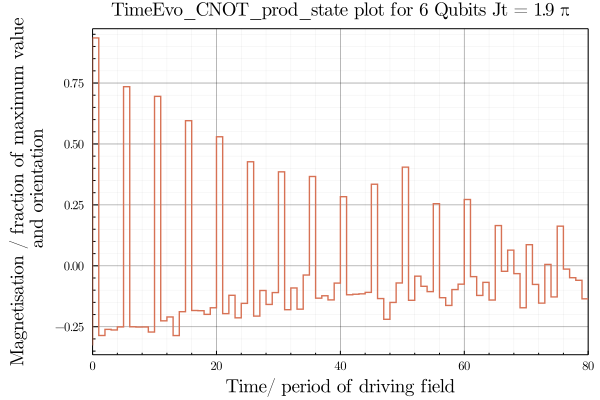 TimeEvo_CNOT_prod_state plot for 6 Qubits Jt = 1.9 π
Magnetisation / fraction of maximum value
and orientation
0.75
0.50
0.25
0.00
−0.25
0 20 40 60 80
Time/ period of driving field